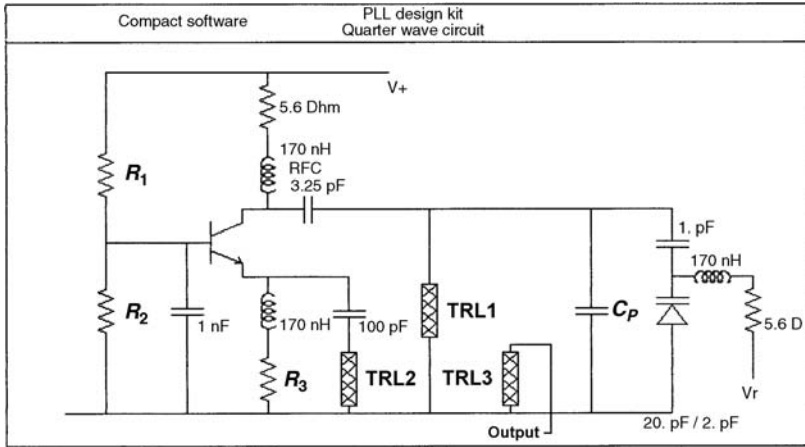 Compact software
PLL design kit
Quarter wave circuit
V+
5.6 Dhm
170 nH
RFC
3.25 pF
R1
1. pF
170 nH
R2
1 nF
170 nH
100 pF
TRL1
CP
5.6 D
R3
TRL2
TRL3
Vr
Output
20. pF / 2. pF